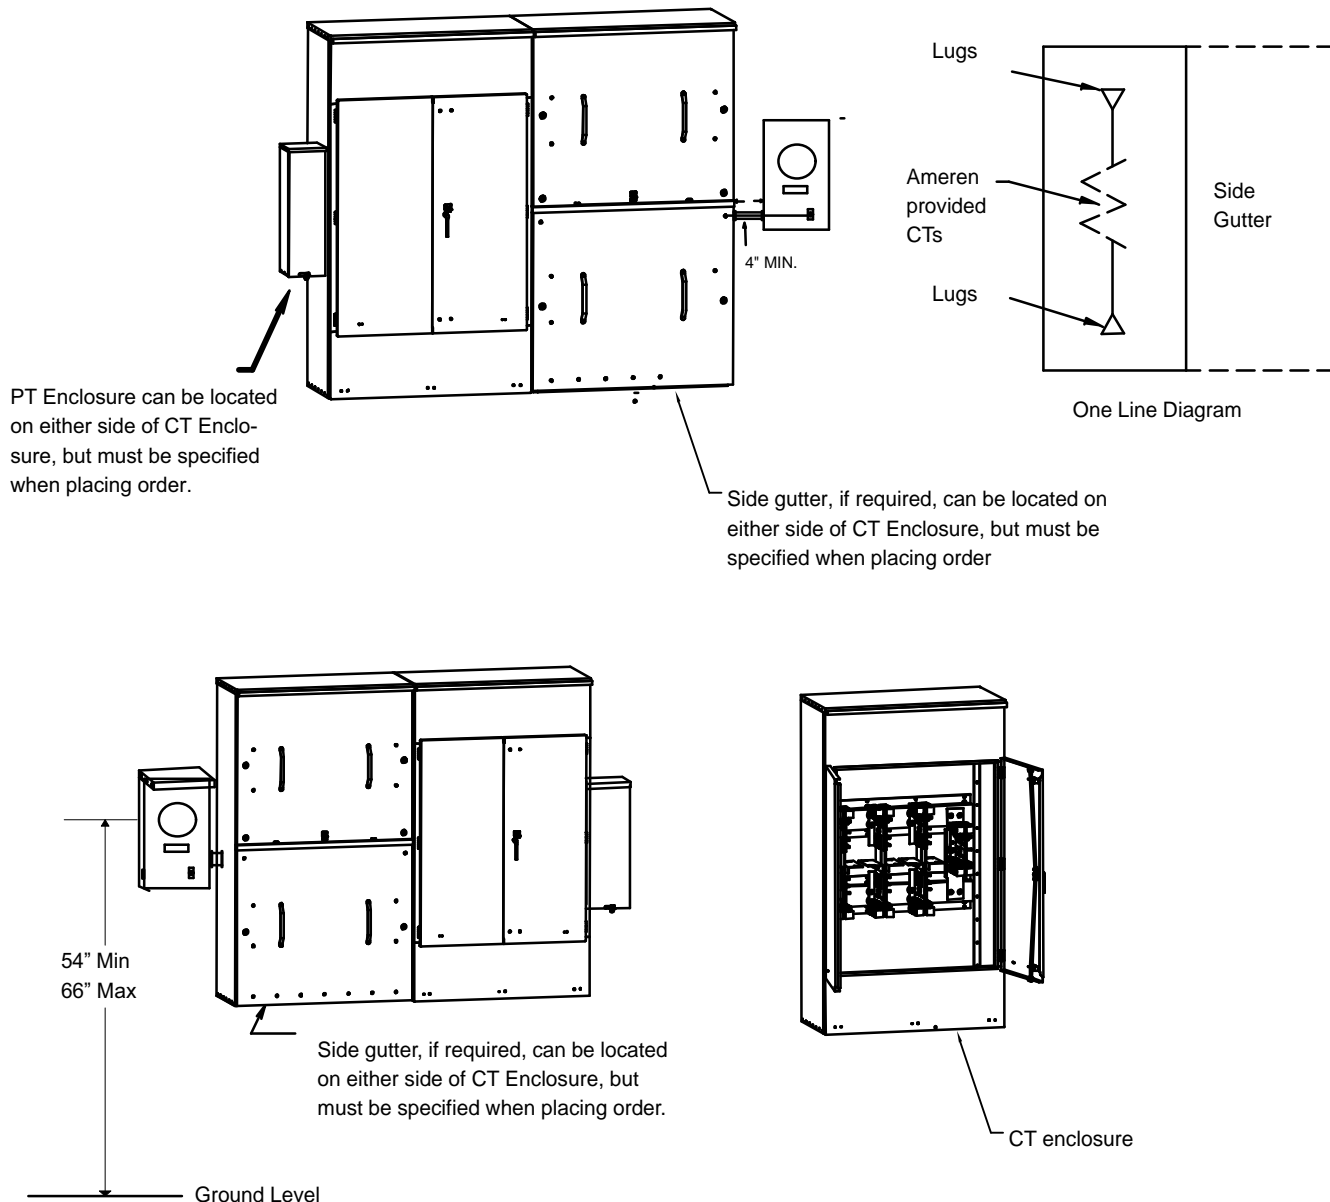 Lugs
Ameren
provided
CTs
Side
Gutter
Lugs
4" MIN.
One Line Diagram
PT Enclosure can be located
on either side of CT Enclo-
sure, but must be specified
when placing order.
Side gutter, if required, can be located on
either side of CT Enclosure, but must be
specified when placing order
54” Min
66” Max
Side gutter, if required, can be located
on either side of CT Enclosure, but
must be specified when placing order.
CT enclosure
Ground Level